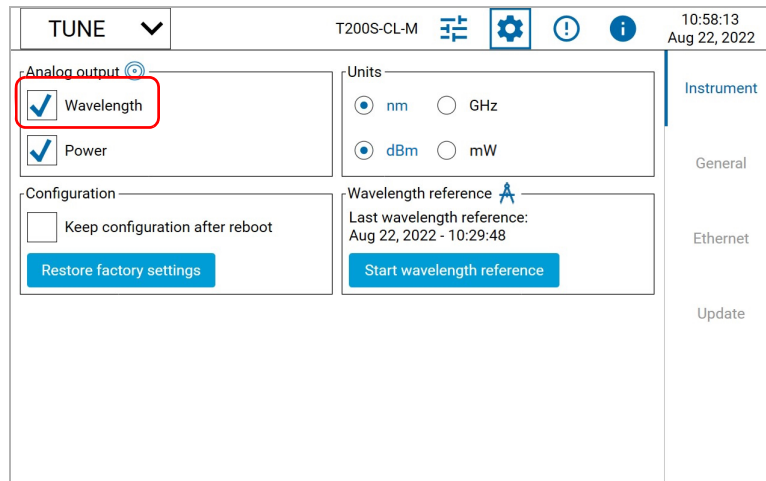 TUNE
T200S-CL-M
10:58:13
Aug 22, 2022
Analog output
Wavelength
Power
Units
nm GHz
dBm mW
Configuration
Keep configuration after reboot
Restore factory settings
Wavelength reference
Last wavelength reference:
Aug 22, 2022 - 10:29:48
Start wavelength reference
Instrument
General
Ethernet
Update